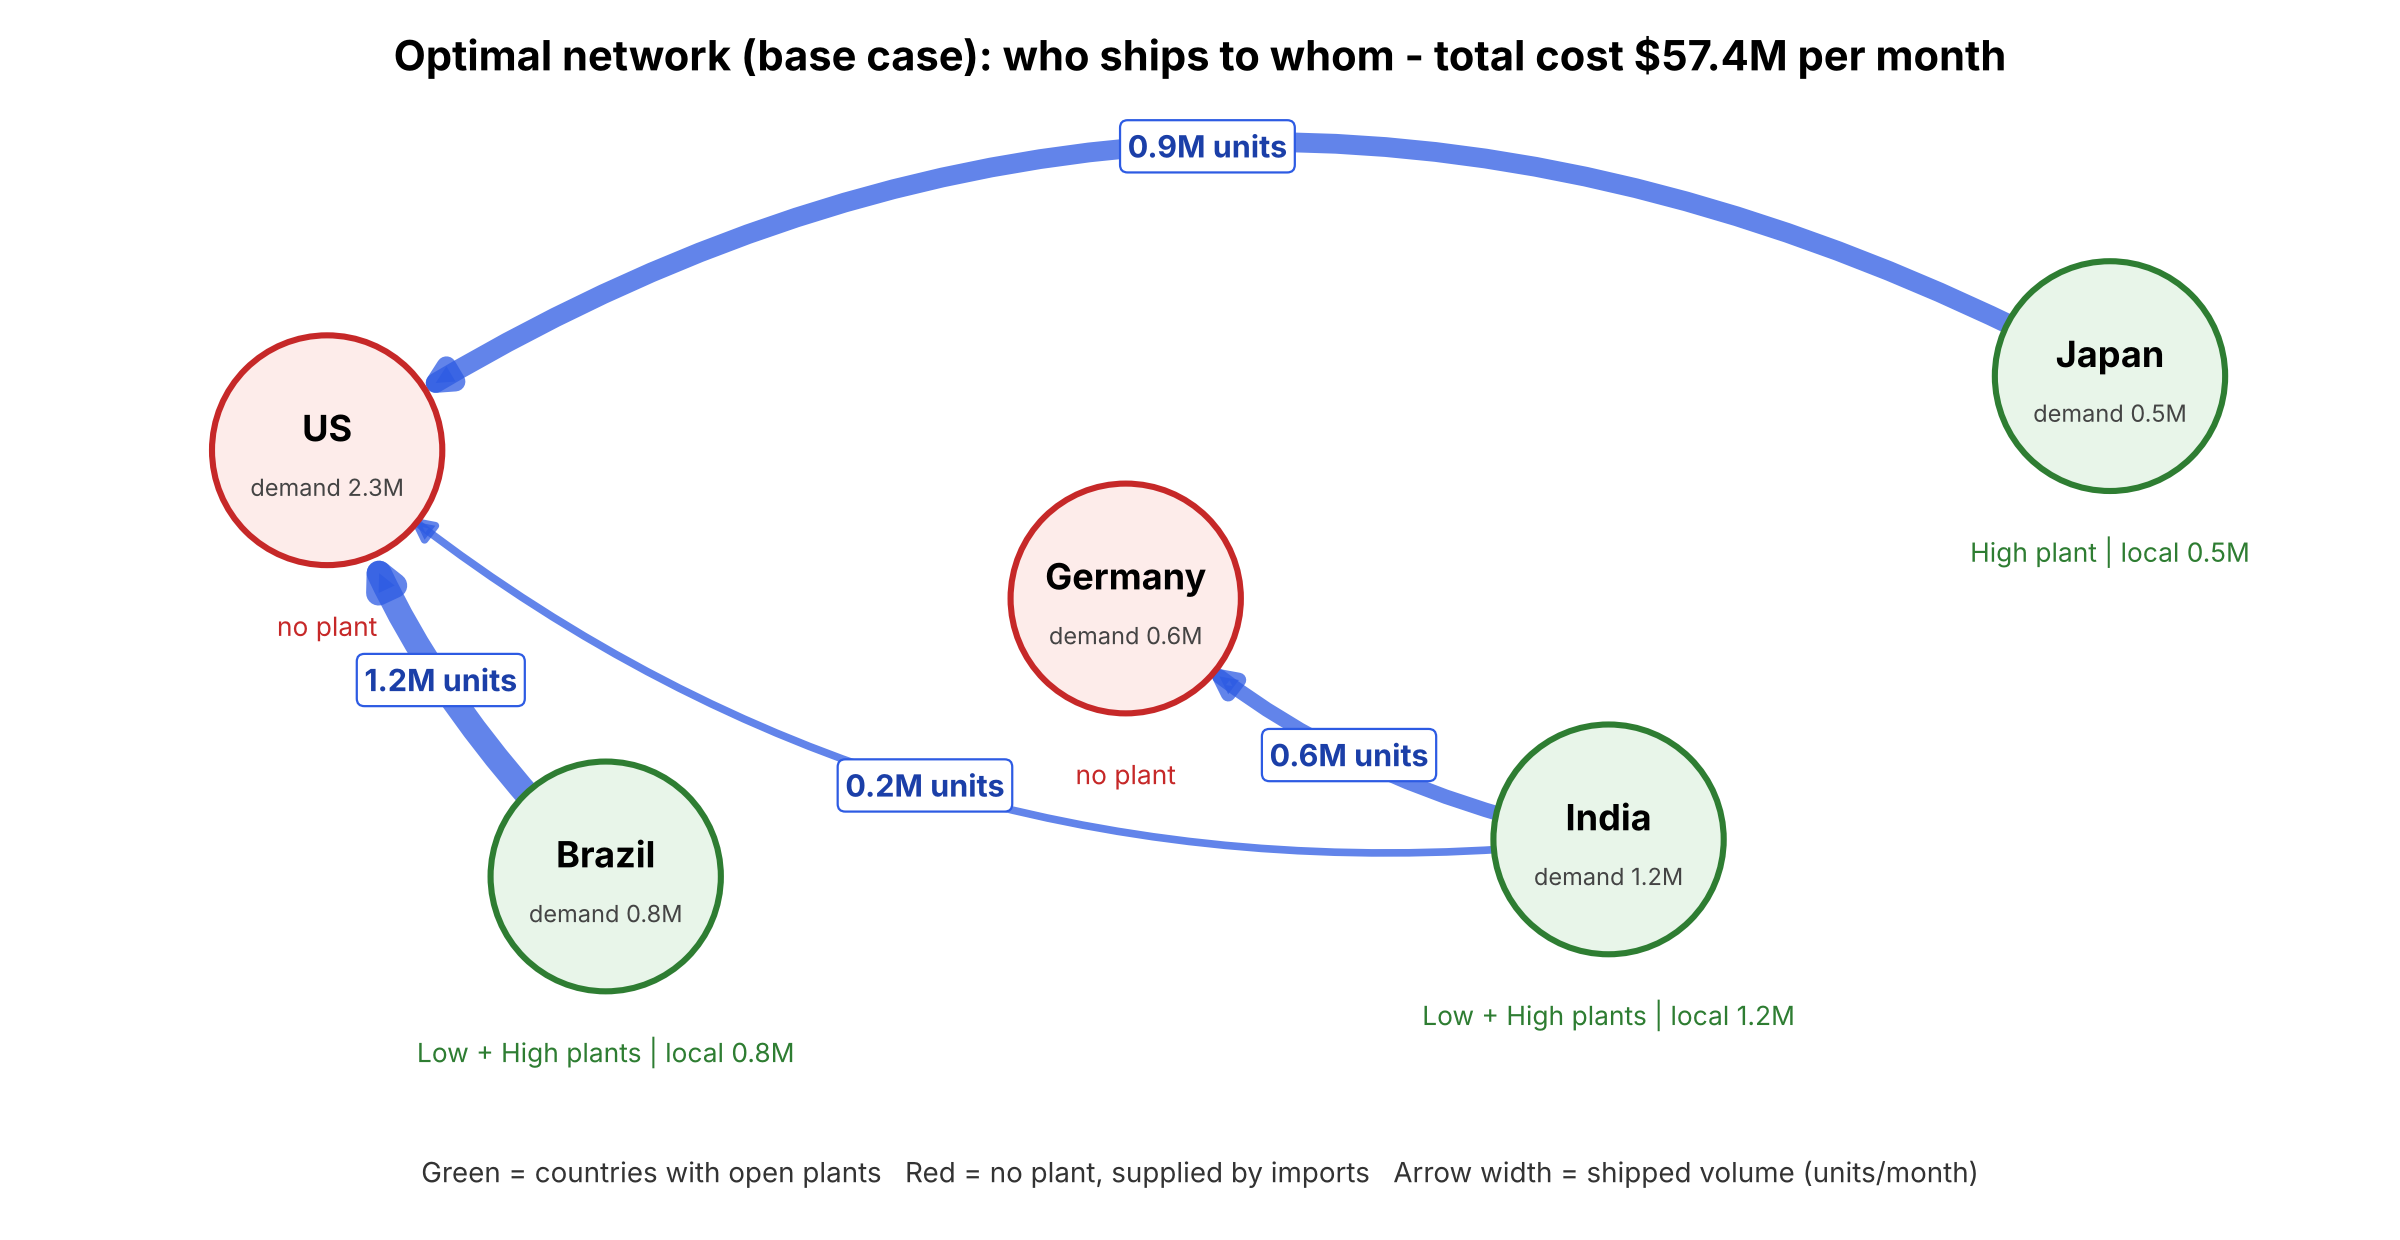 Optimal network (base case): who ships to whom - total cost $57.4M per month
0.9M units
Japan
demand 0.5M
High plant | local 0.5M
US
demand 2.3M
no plant
Germany
demand 0.6M
no plant
1.2M units
0.2M units
0.6M units
India
demand 1.2M
Low + High plants | local 1.2M
Brazil
demand 0.8M
Low + High plants | local 0.8M
Green = countries with open plants   Red = no plant, supplied by imports   Arrow width = shipped volume (units/month)